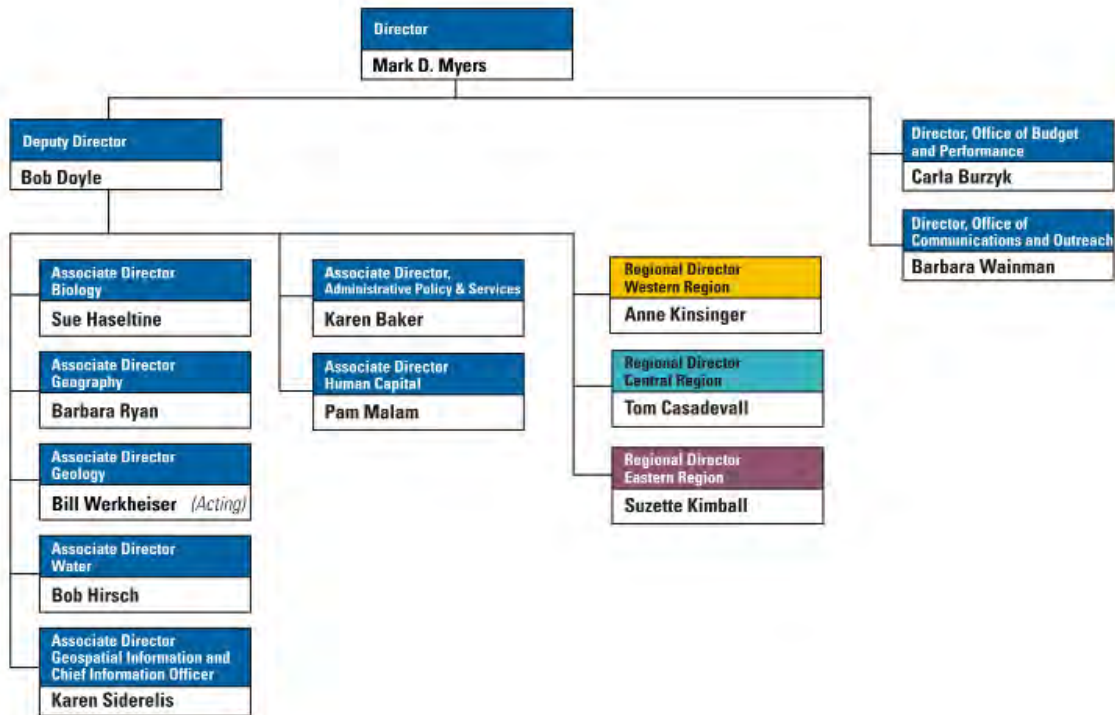 Director
Mark D. Myers
Deputy Director
Bob Doyle
Director, Office of Budget
and Performance
Carla Burzyk
Director, Office of
Communications and Outreach
Barbara Wainman
Associate Director
Biology
Sue Haseltine
Associate Director
Geography
Barbara Ryan
Associate Director
Geology
Bill Werkheiser (Acting)
Associate Director
Water
Bob Hirsch
Associate Director
Geospatial Information and
Chief Information Officer
Karen Siderelis
Associate Director,
Administrative Policy & Services
Karen Baker
Associate Director
Human Capital
Pam Malam
Regional Director
Western Region
Anne Kinsinger
Regional Director
Central Region
Tom Casadevall
Regional Director
Eastern Region
Suzette Kimball